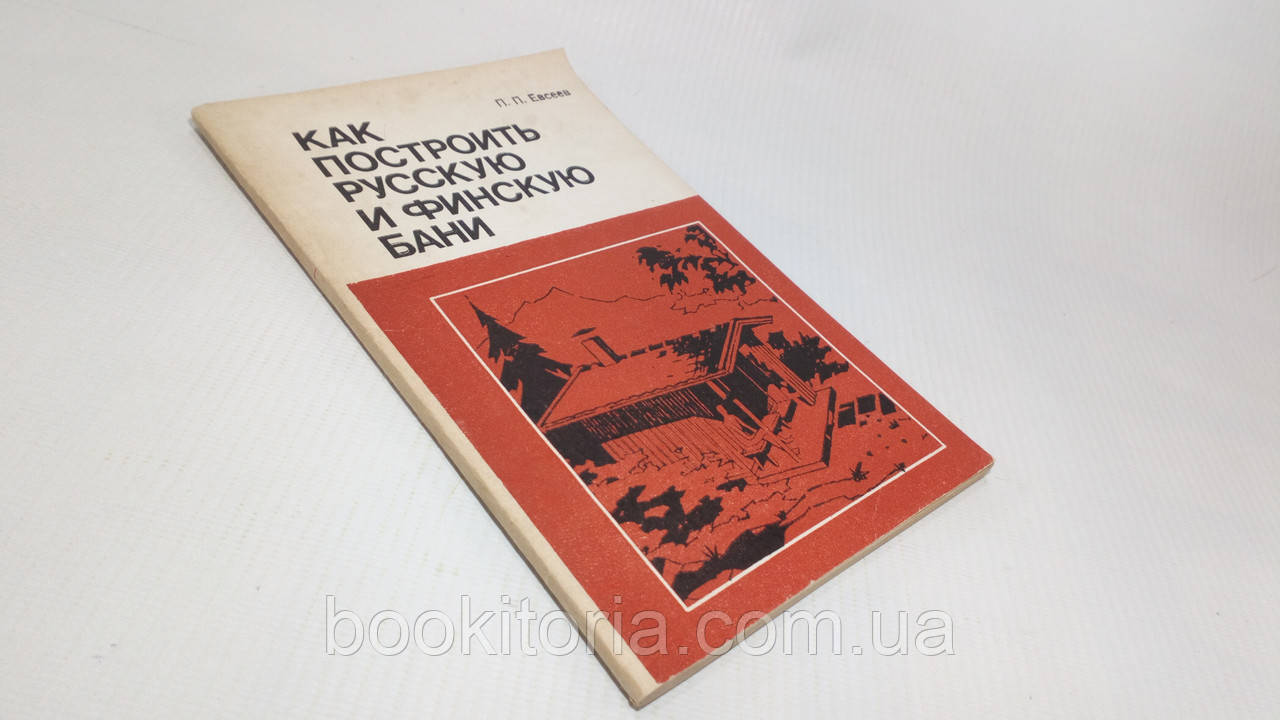 П. П. Евсеев
КАК
ПОСТРОИТЬ
РУССКУЮ
И ФИНСКУЮ
БАНИ
bookitoria.com.ua